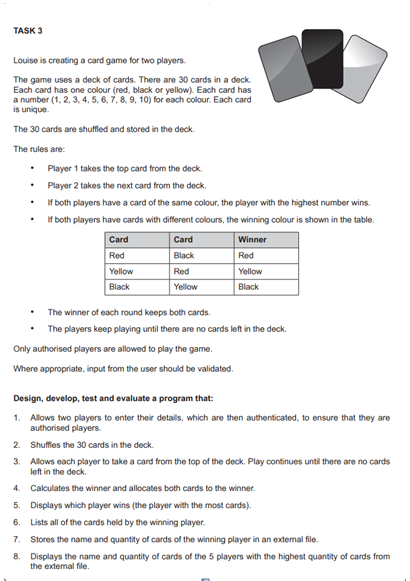 TASK 3
Louise is creating a card game for two players.
The game uses a deck of cards. There are 30 cards in a deck.
Each card has one colour (red, black or yellow). Each card has
a number (1, 2, 3, 4, 5, 6, 7, 8, 9, 10) for each colour. Each card
is unique.
The 30 cards are shuffled and stored in the deck.
The rules are:
• Player 1 takes the top card from the deck.
• Player 2 takes the next card from the deck.
• If both players have a card of the same colour, the player with the highest number wins.
• If both players have cards with different colours, the winning colour is shown in the table.
Card Card Winner
Red Black Red
Yellow Red Yellow
Black Yellow Black
• The winner of each round keeps both cards.
• The players keep playing until there are no cards left in the deck.
Only authorised players are allowed to play the game.
Where appropriate, input from the user should be validated.
Design, develop, test and evaluate a program that:
1. Allows two players to enter their details, which are then authenticated, to ensure that they are
authorised players.
2. Shuffles the 30 cards in the deck.
3. Allows each player to take a card from the top of the deck. Play continues until there are no cards
left in the deck.
4. Calculates the winner and allocates both cards to the winner.
5. Displays which player wins (the player with the most cards).
6. Lists all of the cards held by the winning player.
7. Stores the name and quantity of cards of the winning player in an external file.
8. Displays the name and quantity of cards of the 5 players with the highest quantity of cards from
the external file.